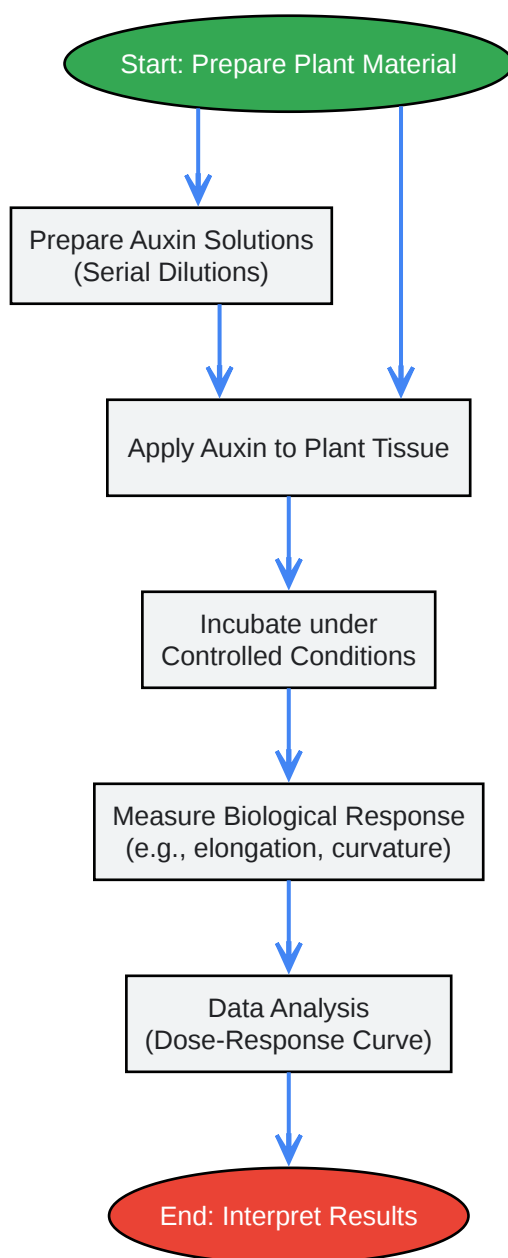 Start: Prepare Plant Material
Prepare Auxin Solutions
(Serial Dilutions)
Apply Auxin to Plant Tissue
Incubate under
Controlled Conditions
Measure Biological Response
(e.g., elongation, curvature)
Data Analysis
(Dose-Response Curve)
End: Interpret Results